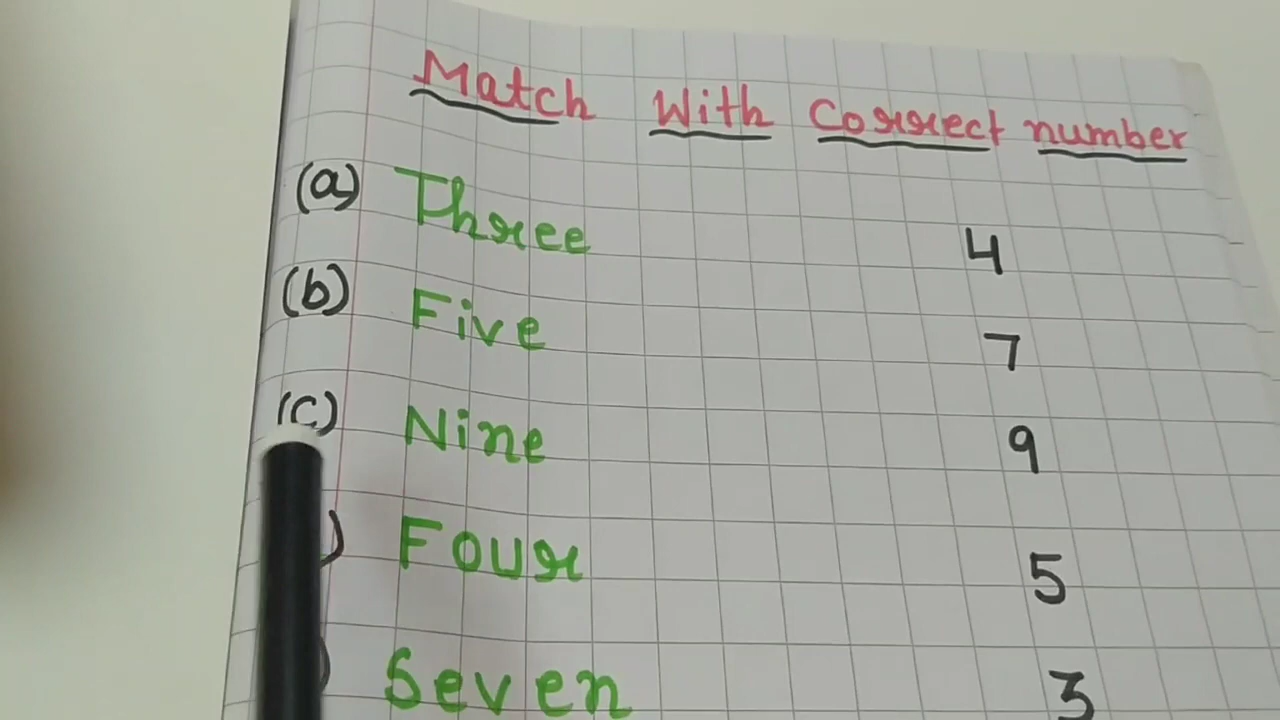 Match With Correct number
(a) Three 4
(b) Five 7
(c) Nine 9
) Four 5
) Seven 3